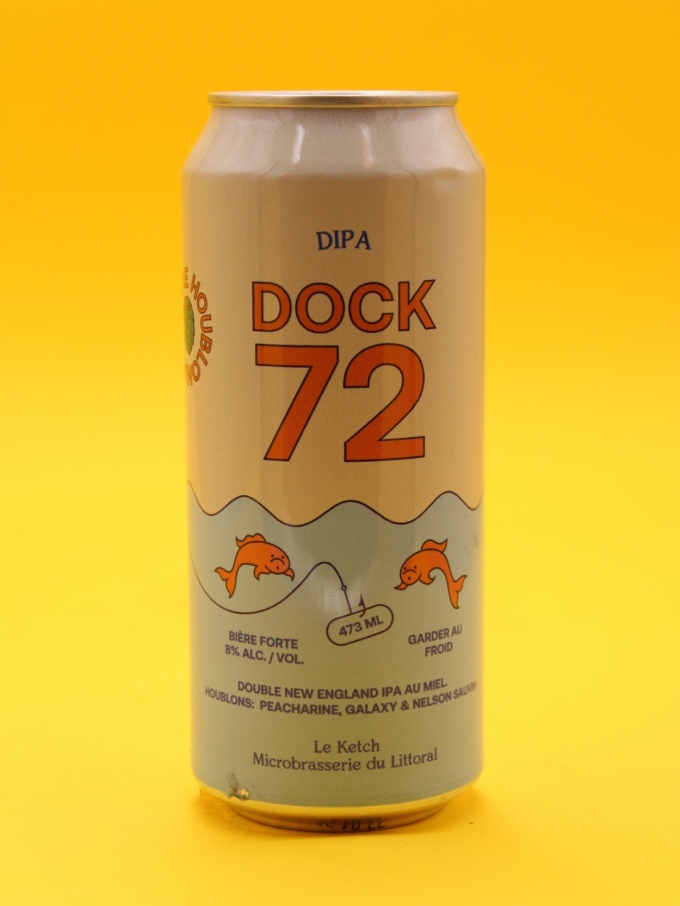 DIPA
HOUBLON
DOCK
72
473 ML
BIÈRE FORTE
8% ALC. / VOL.
GARDER AU
FROID
DOUBLE NEW ENGLAND IPA AU MIEL
HOUBLONS: PEACHARINE, GALAXY & NELSON SAUVIN
Le Ketch
Microbrasserie du Littoral